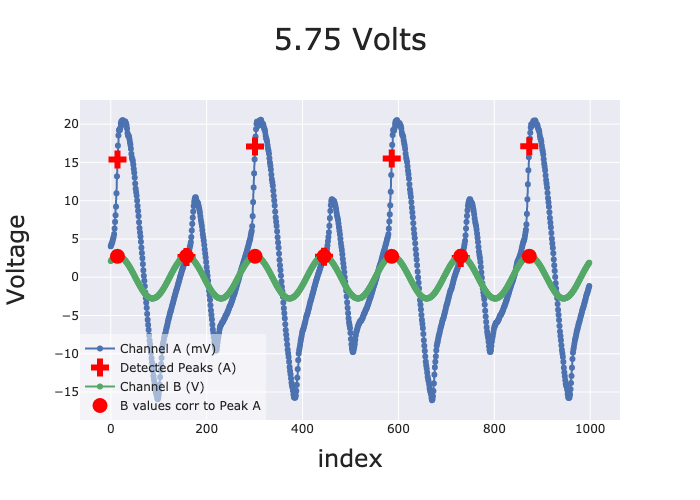 5.75 Volts
Voltage
20
15
10
5
0
−5
−10
−15
Channel A (mV)
Detected Peaks (A)
Channel B (V)
B values corr to Peak A
0 200 400 600 800 1000
index